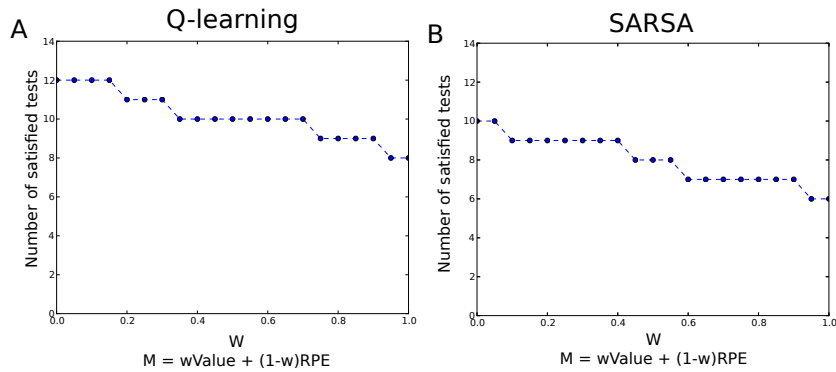 A
Q-learning
Number of satisfied tests
14
12
10
8
6
4
2
0
0.0 0.2 0.4 0.6 0.8 1.0
W
M = wValue + (1-w)RPE
B
SARSA
Number of satisfied tests
14
12
10
8
6
4
2
0
0.0 0.2 0.4 0.6 0.8 1.0
W
M = wValue + (1-w)RPE